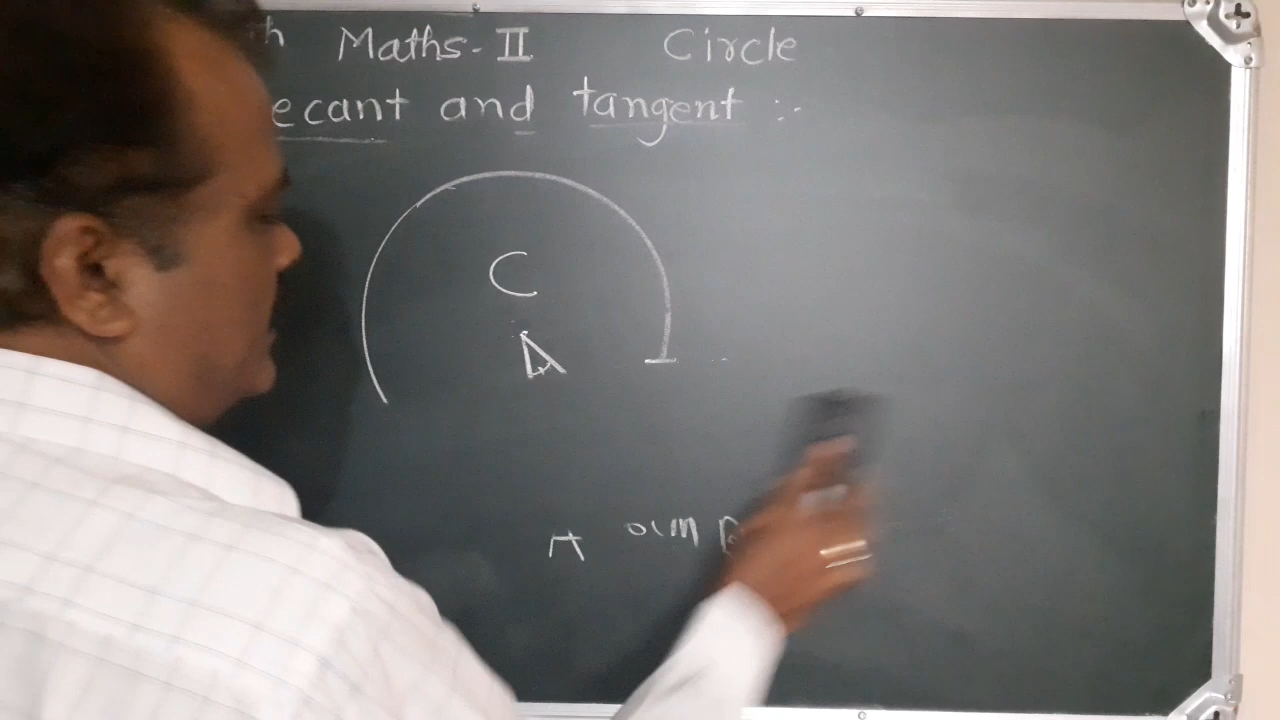 h Maths-II Circle
ecant and tangent :-
C
A